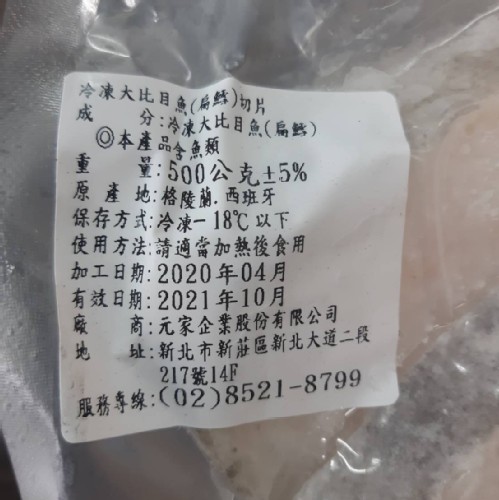 冷凍大比目魚(扁鱈)切片
成 分:冷凍大比目魚(扁鱈)
◎本產品含魚類
重 量:500公克±5%
原 產 地:格陵蘭.西班牙
保存方式:冷凍-18℃以下
使用方法:請適當加熱後食用
加工日期:2020年04月
有效日期:2021年10月
廠 商:元家企業股份有限公司
地 址:新北市新莊區新北大道二段
217號14F
服務專線:(02)8521-8799